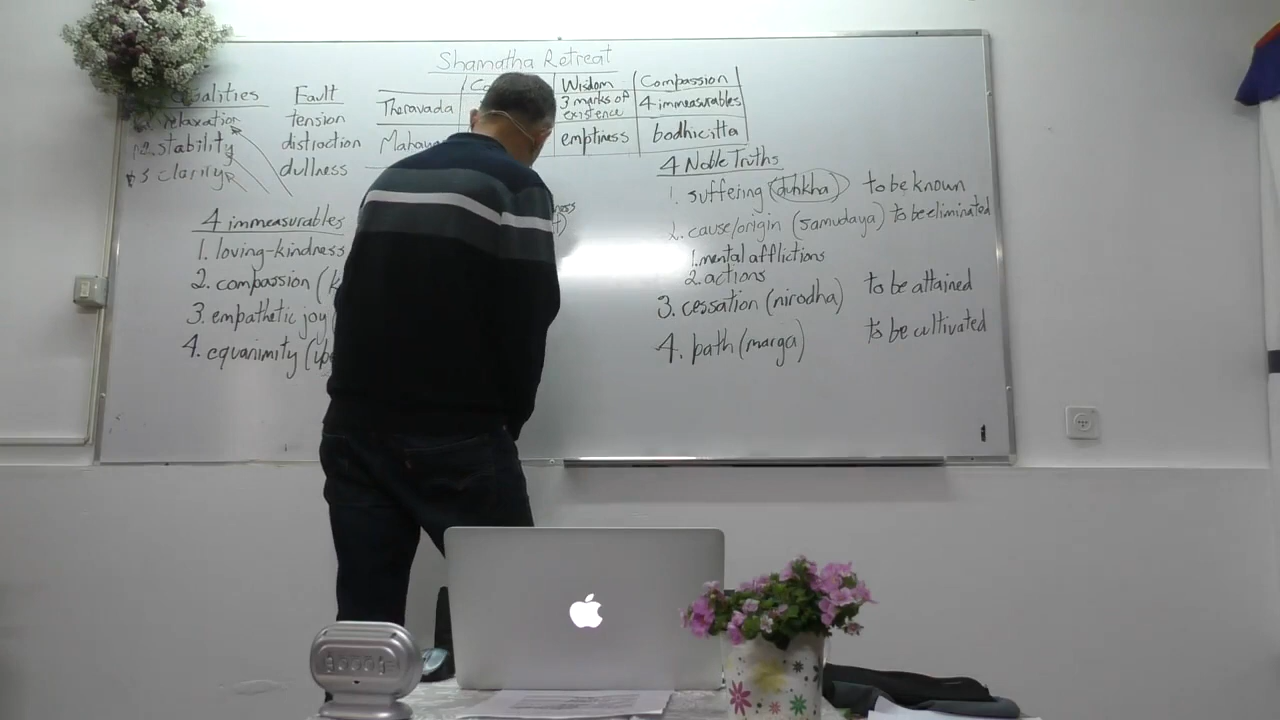 Shamatha Retreat
Qualities Fault
relaxation tension
2. stability distraction
3 clarity dullness
Wisdom Compassion
Theravada 3 marks of existence 4 immeasurables
emptiness bodhicitta
4 immeasurables
1. loving-kindness
2. compassion
3. empathetic joy
4. equanimity
4 Noble Truths
1. suffering (duhkha) to be known
2. cause/origin (samudaya) to be eliminated
1. mental afflictions
2. actions
3. cessation (nirodha) to be attained
4. path (marga) to be cultivated